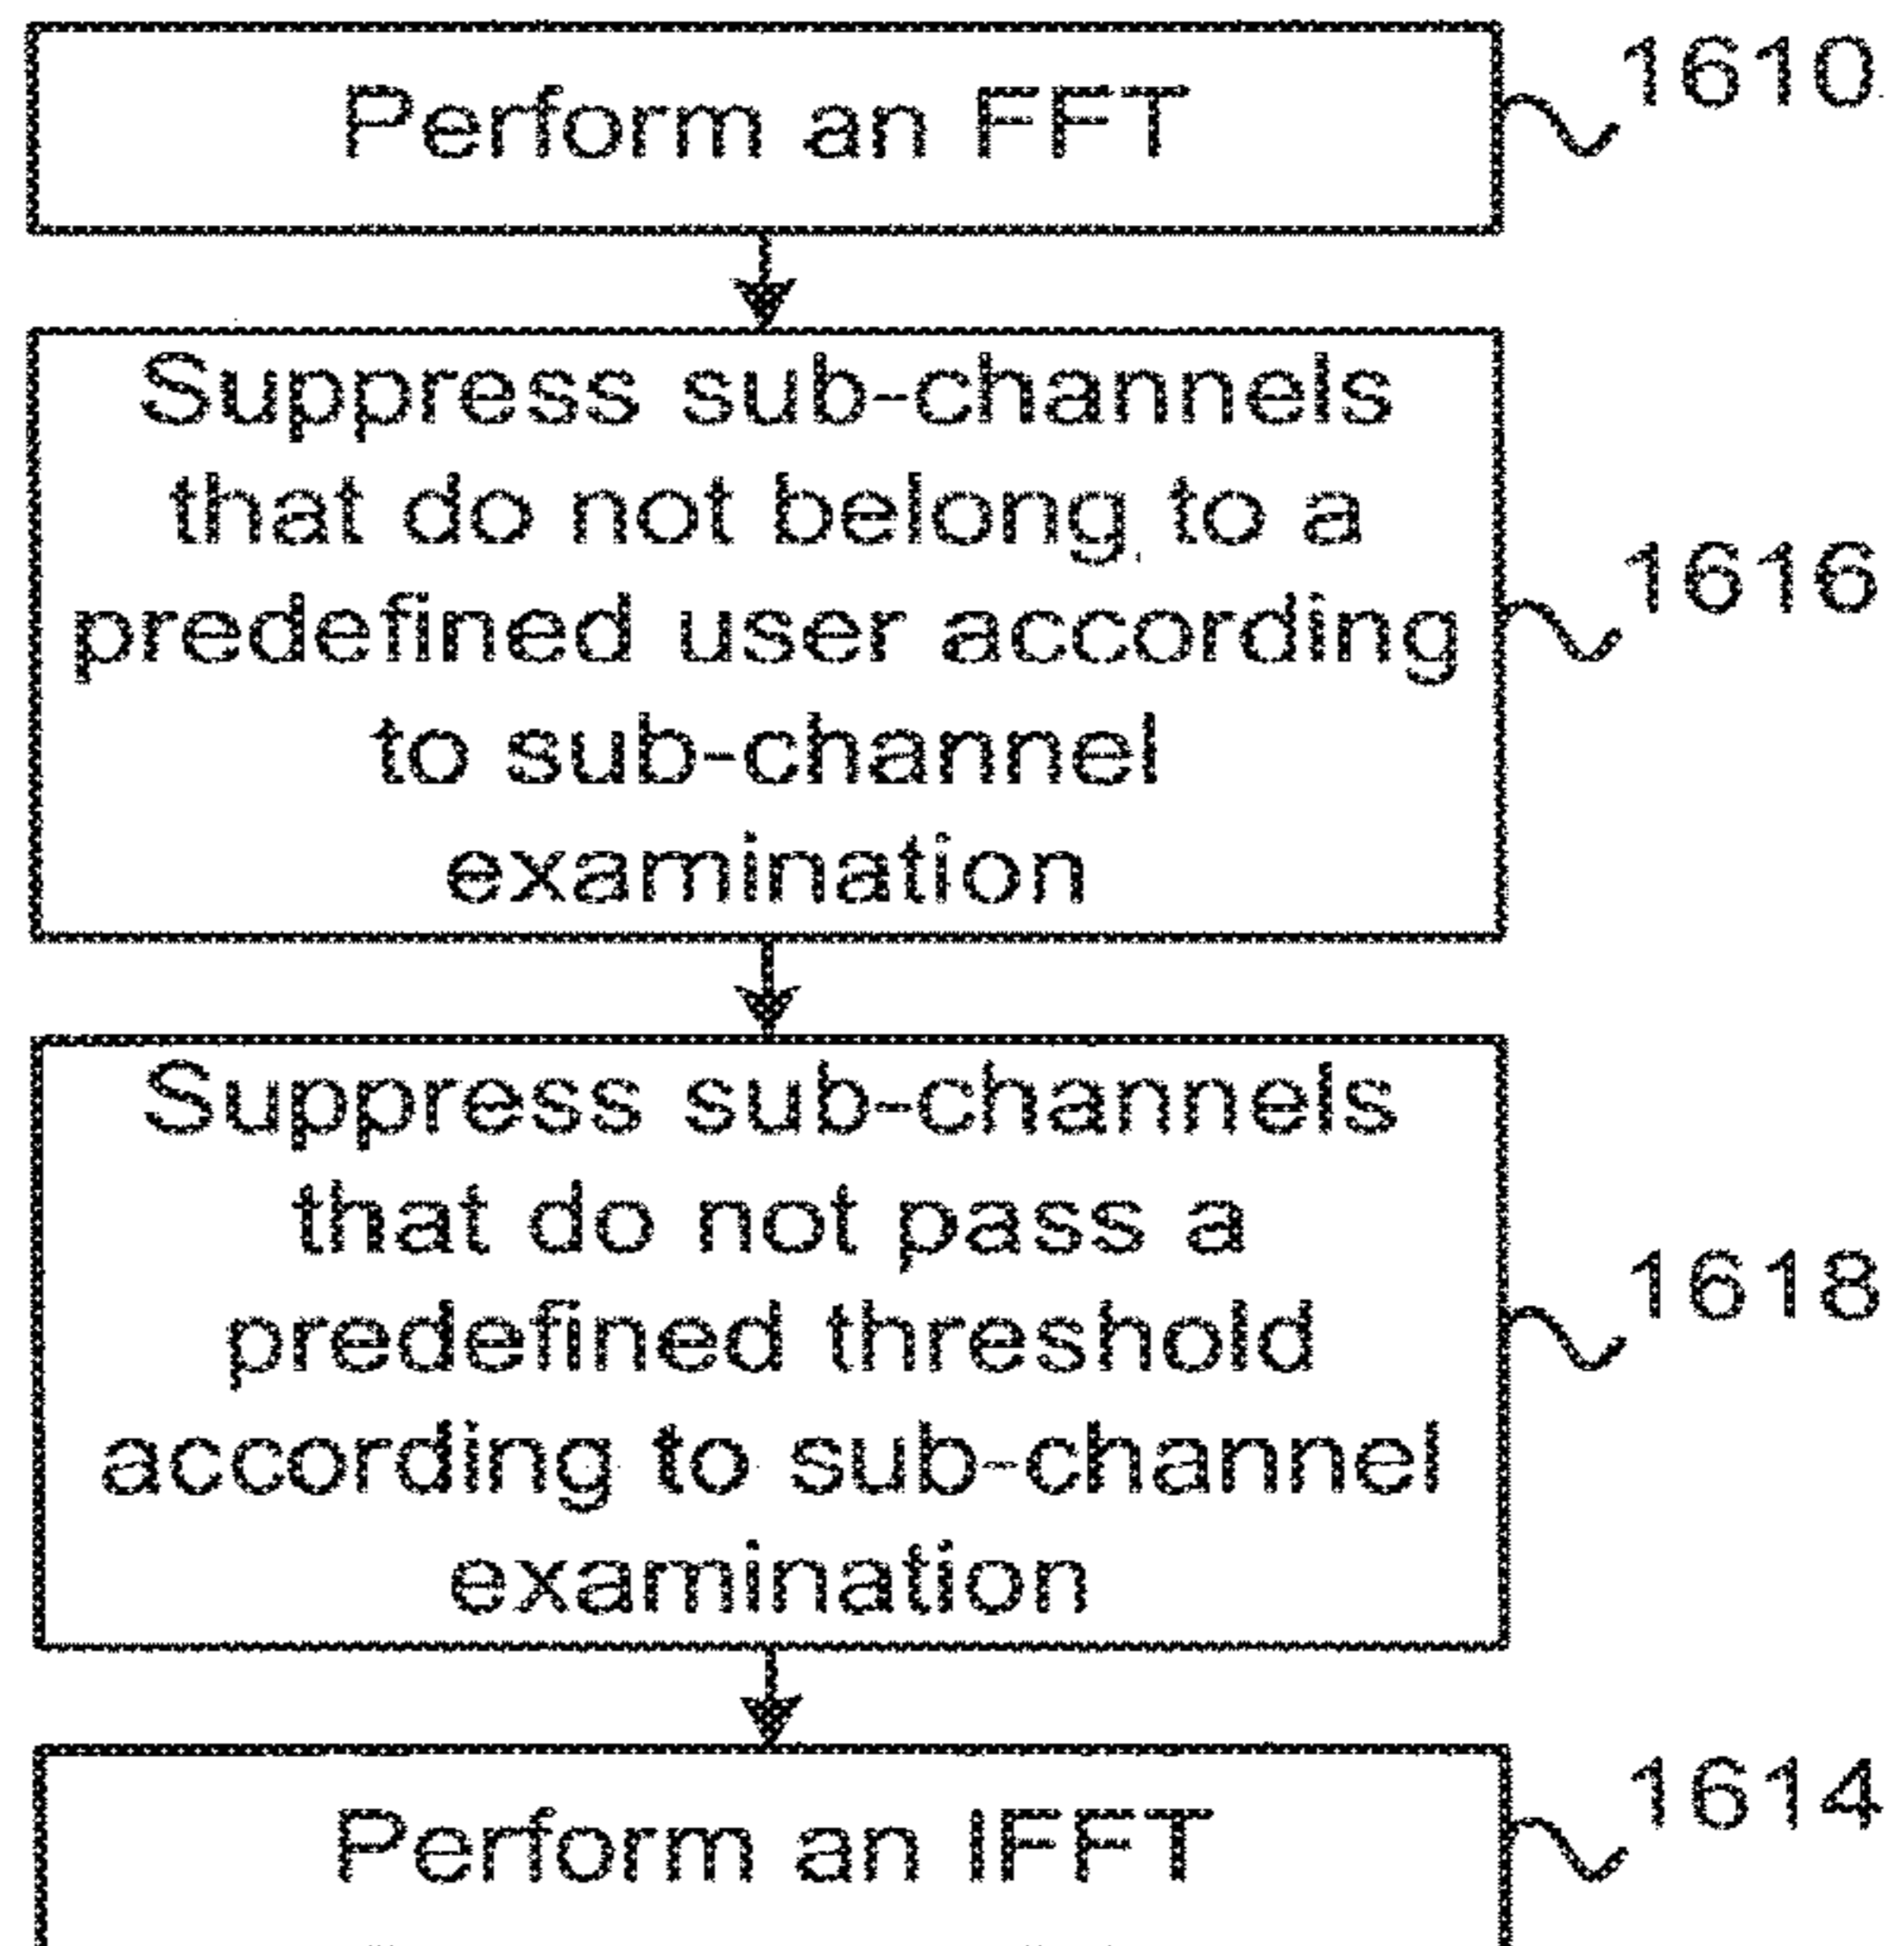 Perform an FFT
1610
Suppress sub-channels
that do not belong to a
predefined user according
to sub-channel
examination
1616
Suppress sub-channels
that do not pass a
predefined threshold
according to sub-channel
examination
1618
Perform an IFFT
1614